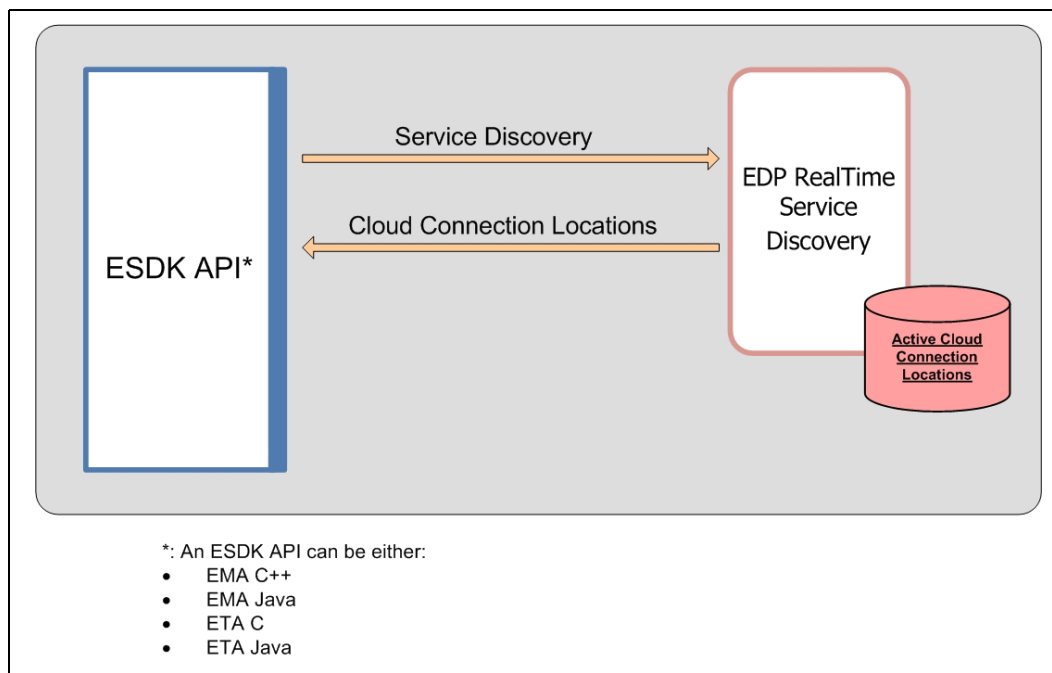 Service Discovery
Cloud Connection Locations
ESDK API*
EDP RealTime
Service
Discovery
Active Cloud
Connection
Locations
*: An ESDK API can be either:
• EMA C++
• EMA Java
• ETA C
• ETA Java